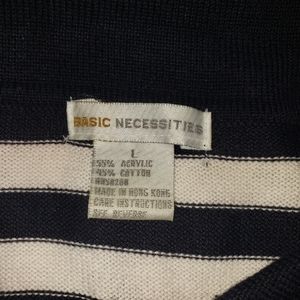 BASIC NECESSITIES
L
55% ACRYLIC
45% COTTON
MADE IN HONG KONG
CARE INSTRUCTIONS
SEE REVERSE